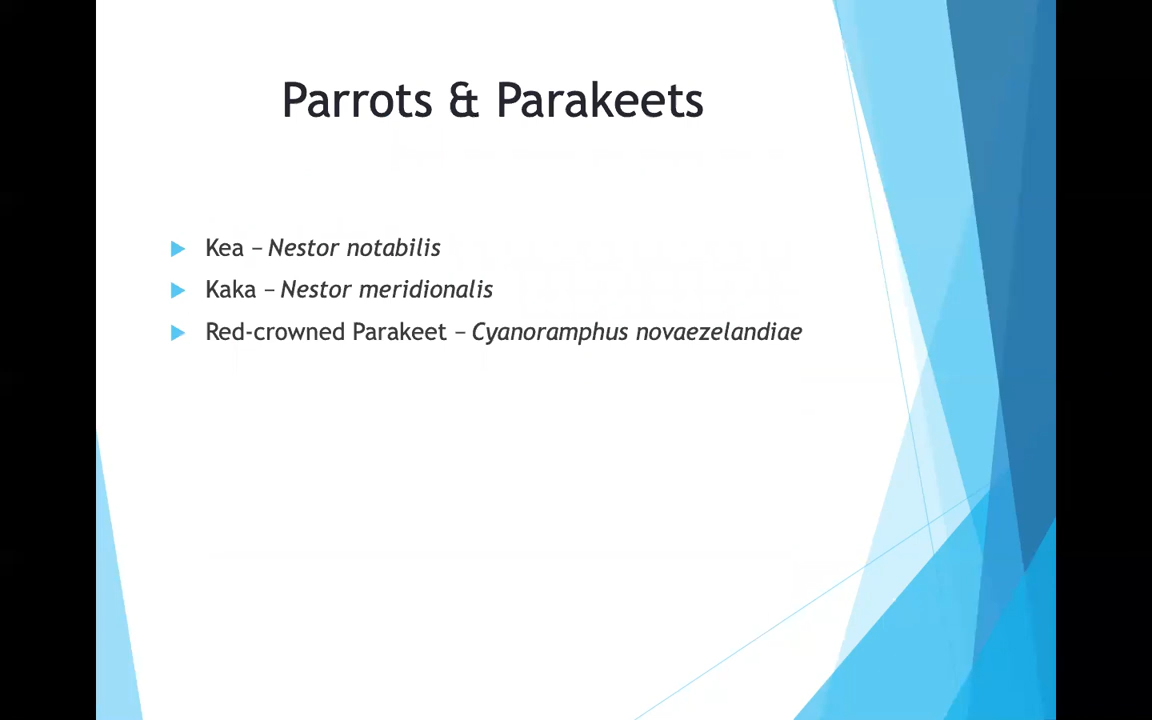 Parrots & Parakeets
Kea – Nestor notabilis
Kaka – Nestor meridionalis
Red-crowned Parakeet – Cyanoramphus novaezelandiae